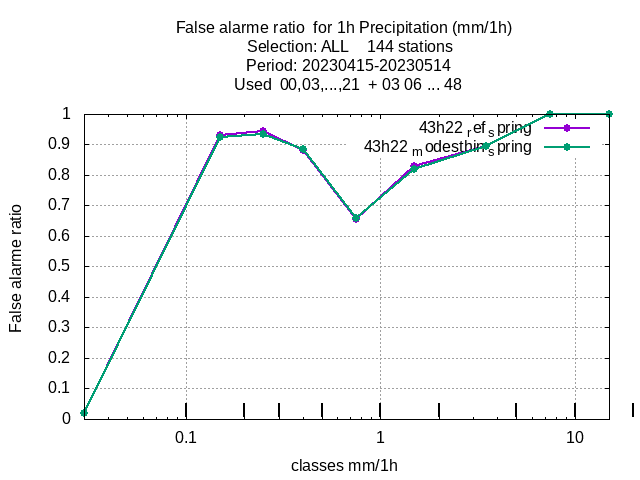 False alarme ratio  for 1h Precipitation (mm/1h)
Selection: ALL    144 stations
Period: 20230415-20230514
Used  00,03,...,21  + 03 06 ... 48
43h22 ref spring
43h22 modesthin spring
1
0.9
0.8
0.7
0.6
0.5
0.4
0.3
0.2
0.1
0
False alarme ratio
0.1
1
10
classes mm/1h